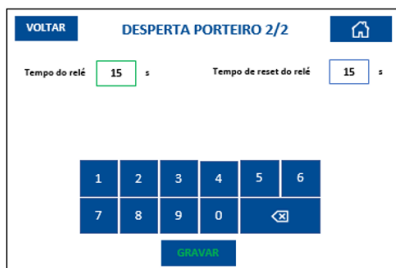 VOLTAR DESPERTA PORTEIRO 2/2
Tempo do relé 15 s Tempo de reset do relé 15 s
1 2 3 4 5 6
7 8 9 0
GRAVAR